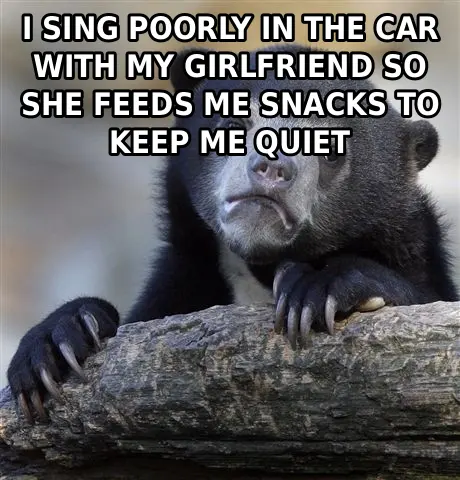 I SING POORLY IN THE CAR
WITH MY GIRLFRIEND SO
SHE FEEDS ME SNACKS TO
KEEP ME QUIET